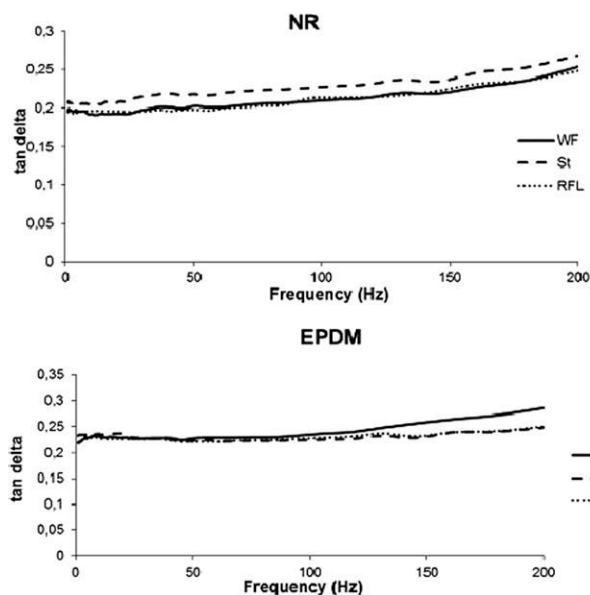 NR
0,3
0,25
0,2
0,15
0,1
0,05
0
tan delta
WF
St
RFL
0 50 100 150 200
Frequency (Hz)
EPDM
0,35
0,3
0,25
0,2
0,15
0,1
0,05
0
tan delta
0 50 100 150 200
Frequency (Hz)